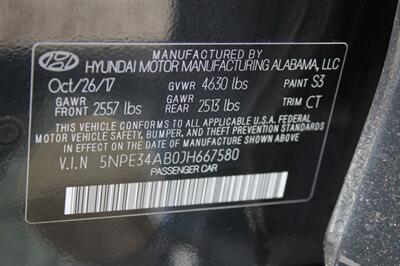 MANUFACTURED BY
HYUNDAI MOTOR MANUFACTURING ALABAMA, LLC
Oct/26/17 GVWR 4630 lbs PAINT S3
GAWR FRONT 2557 lbs GAWR REAR 2513 lbs TRIM CT
THIS VEHICLE CONFORMS TO ALL APPLICABLE U.S.A. FEDERAL
MOTOR VEHICLE SAFETY, BUMPER, AND THEFT PREVENTION STANDARDS
IN EFFECT ON THE DATE OF MANUFACTURE SHOWN ABOVE.
V.I.N 5NPE34AB0JH667580
PASSENGER CAR